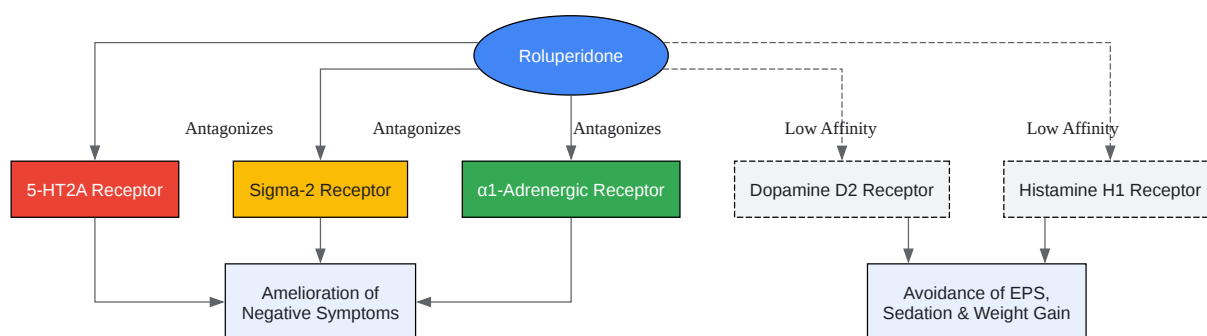 Roluperidone
Antagonizes
Antagonizes
Antagonizes
Low Affinity
Low Affinity
5-HT2A Receptor
Sigma-2 Receptor
α1-Adrenergic Receptor
Dopamine D2 Receptor
Histamine H1 Receptor
Amelioration of
Negative Symptoms
Avoidance of EPS,
Sedation & Weight Gain